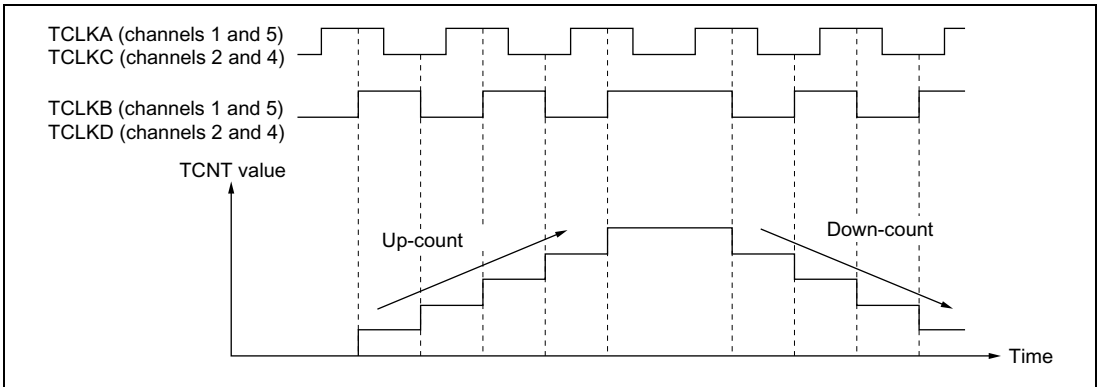 TCLKA (channels 1 and 5)
TCLKC (channels 2 and 4)
TCLKB (channels 1 and 5)
TCLKD (channels 2 and 4)
TCNT value
Up-count
Down-count
Time